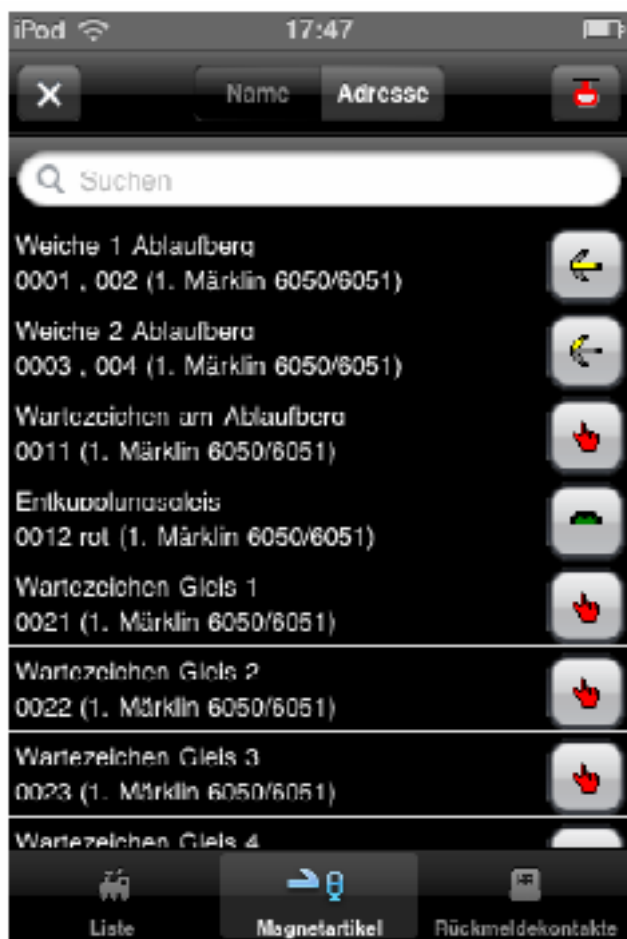 iPod 17:47
Name Adresse
Suchen
Weiche 1 Ablaufberg
0001 , 002 (1. Märklin 6050/6051)
Weiche 2 Ablaufberg
0003 , 004 (1. Märklin 6050/6051)
Wartezeichen am Ablaufberg
0011 (1. Märklin 6050/6051)
Entkupplungsgleis
0012 rot (1. Märklin 6050/6051)
Wartezeichen Gleis 1
0021 (1. Märklin 6050/6051)
Wartezeichen Gleis 2
0022 (1. Märklin 6050/6051)
Wartezeichen Gleis 3
0023 (1. Märklin 6050/6051)
Wartezeichen Gleis 4
Liste Magnetartikel Rückmeldekontakte